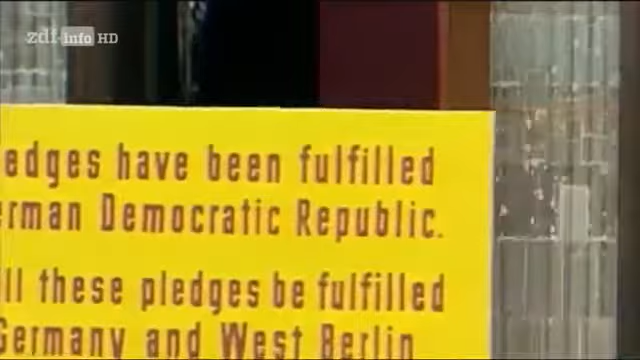 zdf info HD
edges have been fulfilled
erman Democratic Republic.
ll these pledges be fulfilled
Germany and West Berlin